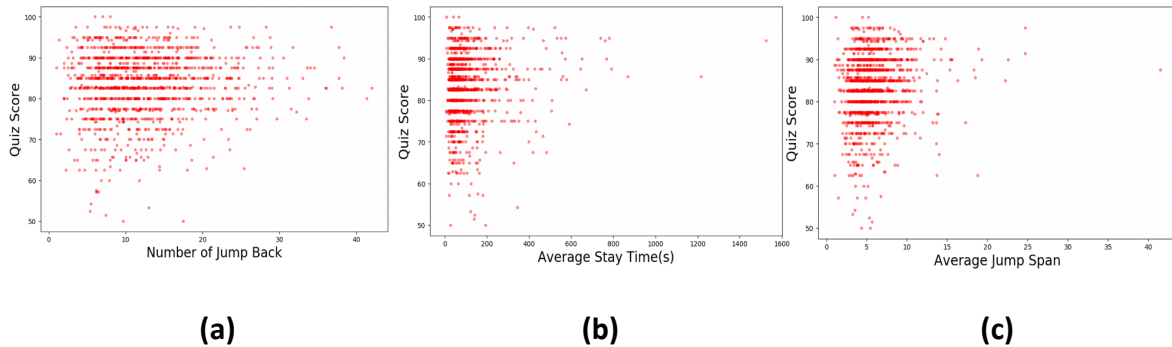 100
90
80
70
60
50
Quiz Score
0 10 20 30 40
Number of Jump Back
(a)
100
90
80
70
60
50
Quiz Score
0 200 400 600 800 1000 1200 1400 1600
Average Stay Time(s)
(b)
100
90
80
70
60
50
Quiz Score
0 5 10 15 20 25 30 35 40
Average Jump Span
(c)